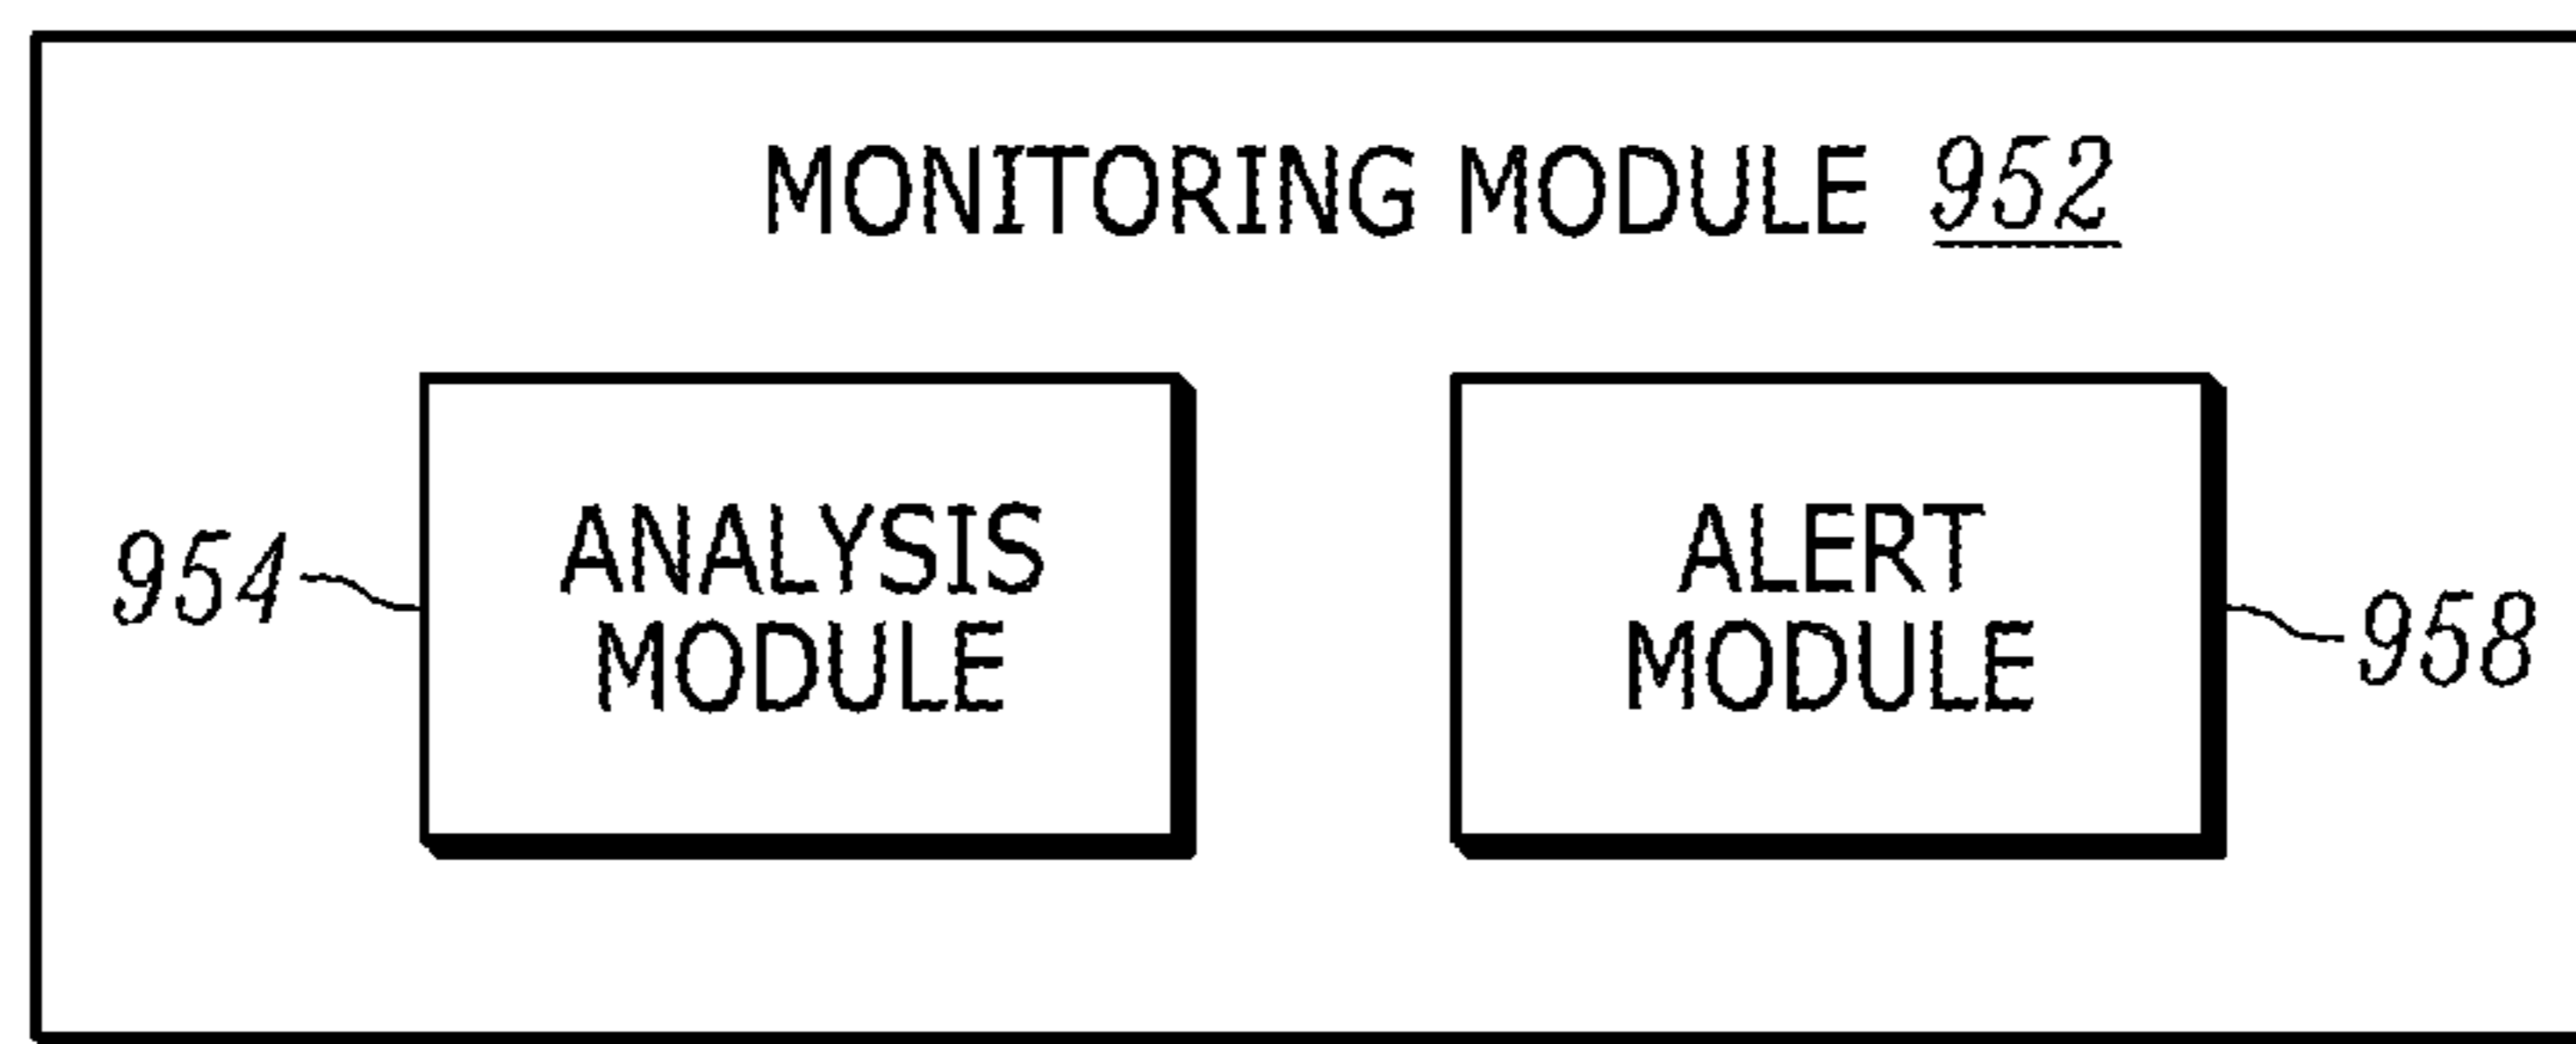 MONITORING MODULE 952
954
ANALYSIS
MODULE
ALERT
MODULE
958